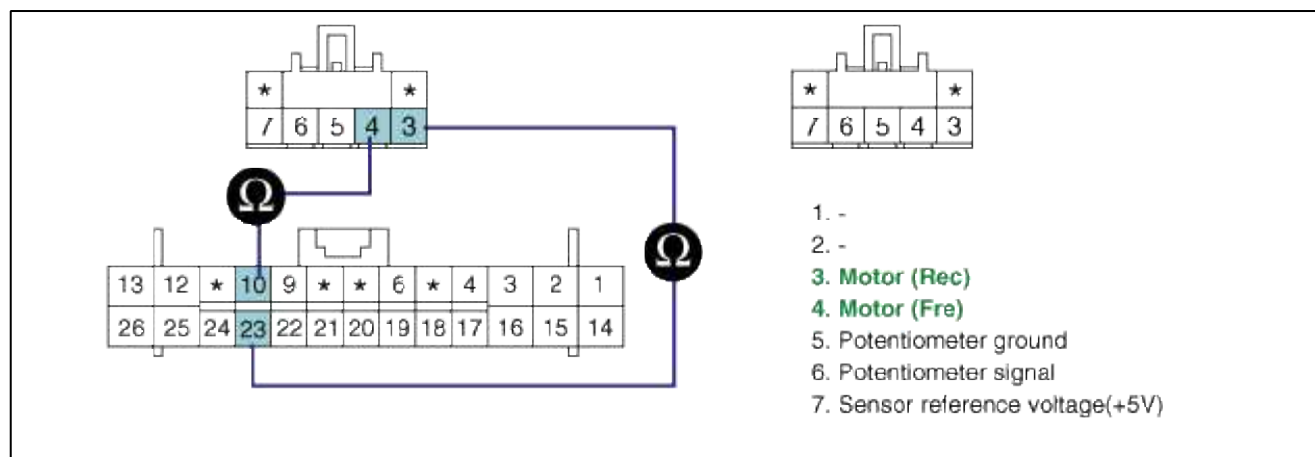 * *
7 6 5 4 3
Ω
Ω
13 12 * 10 9 * * 6 * 4 3 2 1
26 25 24 23 22 21 20 19 18 17 16 15 14
* *
7 6 5 4 3
1. -
2. -
3. Motor (Rec)
4. Motor (Fre)
5. Potentiometer ground
6. Potentiometer signal
7. Sensor reference voltage(+5V)